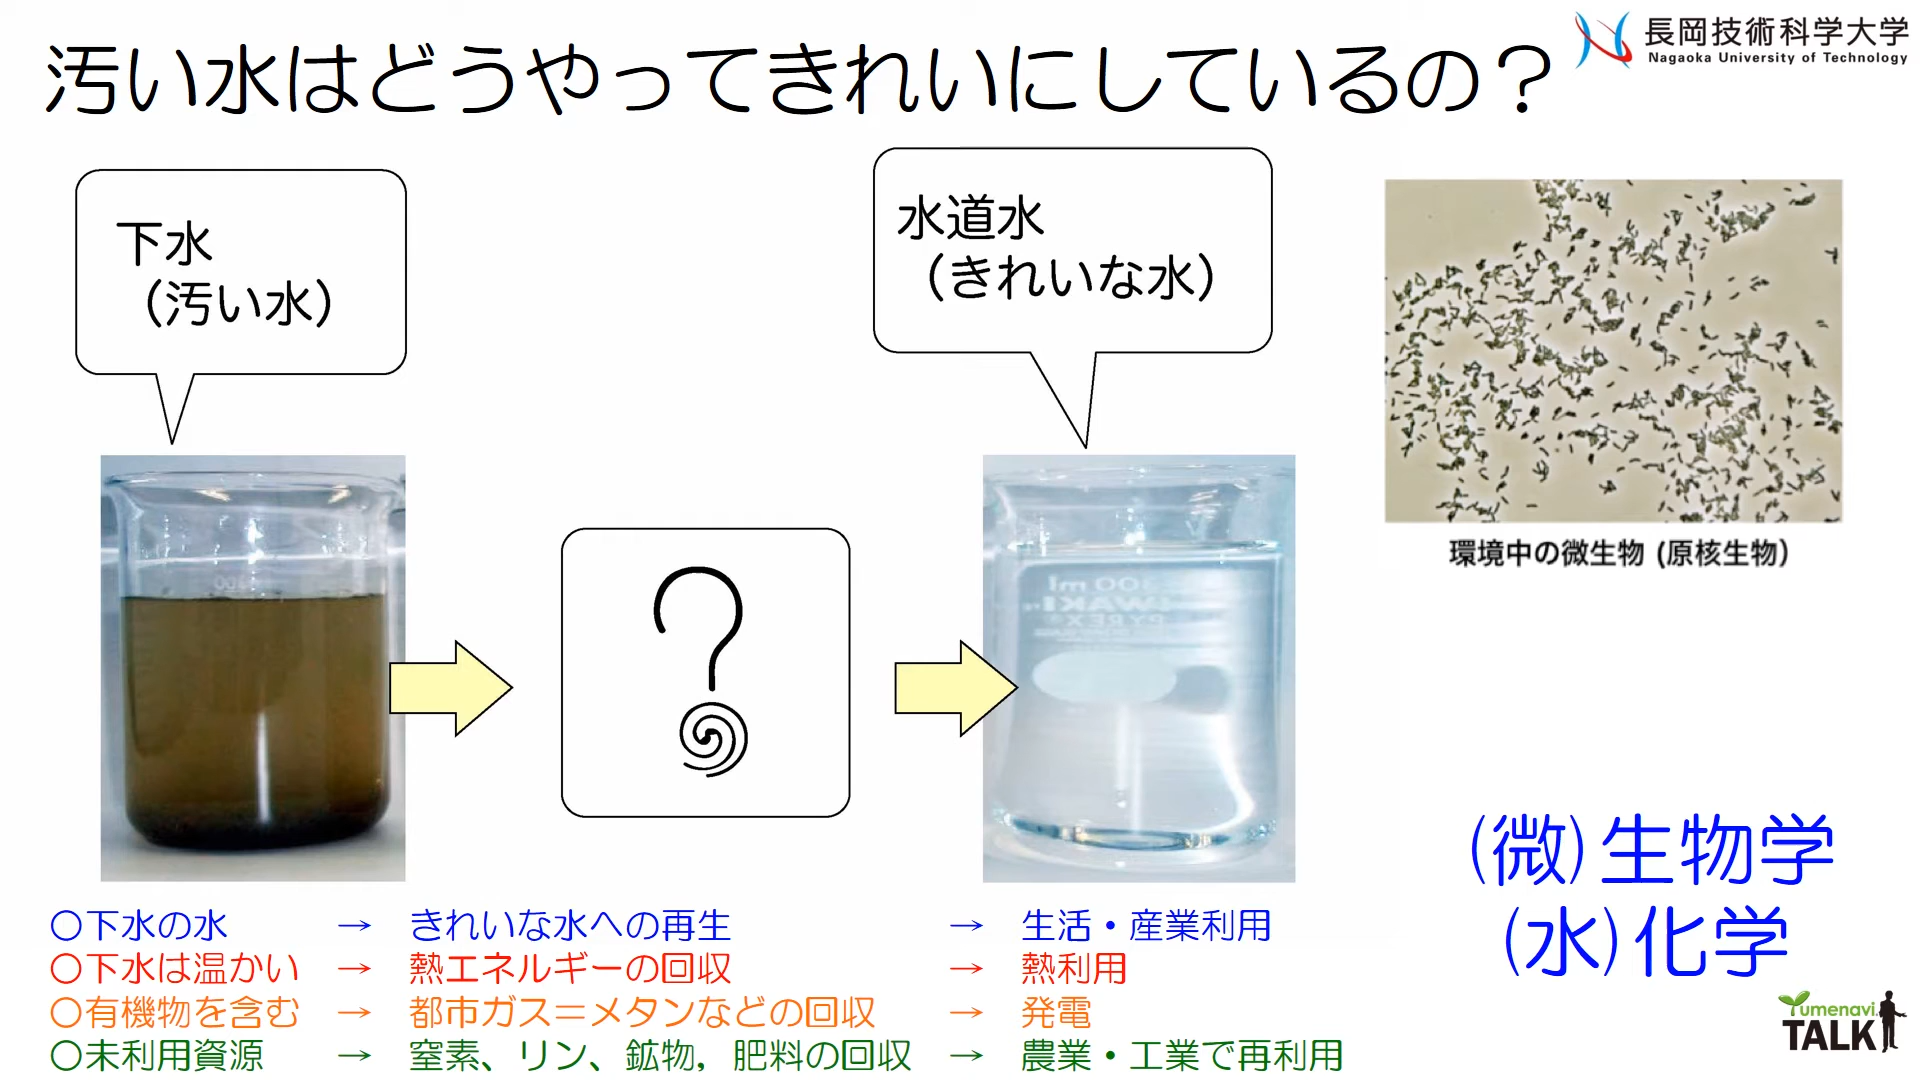 汚い水はどうやってきれいにしているの？
長岡技術科学大学
Nagaoka University of Technology
下水
（汚い水）
水道水
（きれいな水）
?
400 ml
IWAKI
PYREX
環境中の微生物 (原核生物)
(微)生物学
(水)化学
○下水の水 → きれいな水への再生 → 生活・産業利用
○下水は温かい → 熱エネルギーの回収 → 熱利用
○有機物を含む → 都市ガス＝メタンなどの回収 → 発電
○未利用資源 → 窒素、リン、鉱物，肥料の回収 → 農業・工業で再利用
Yumenavi
TALK